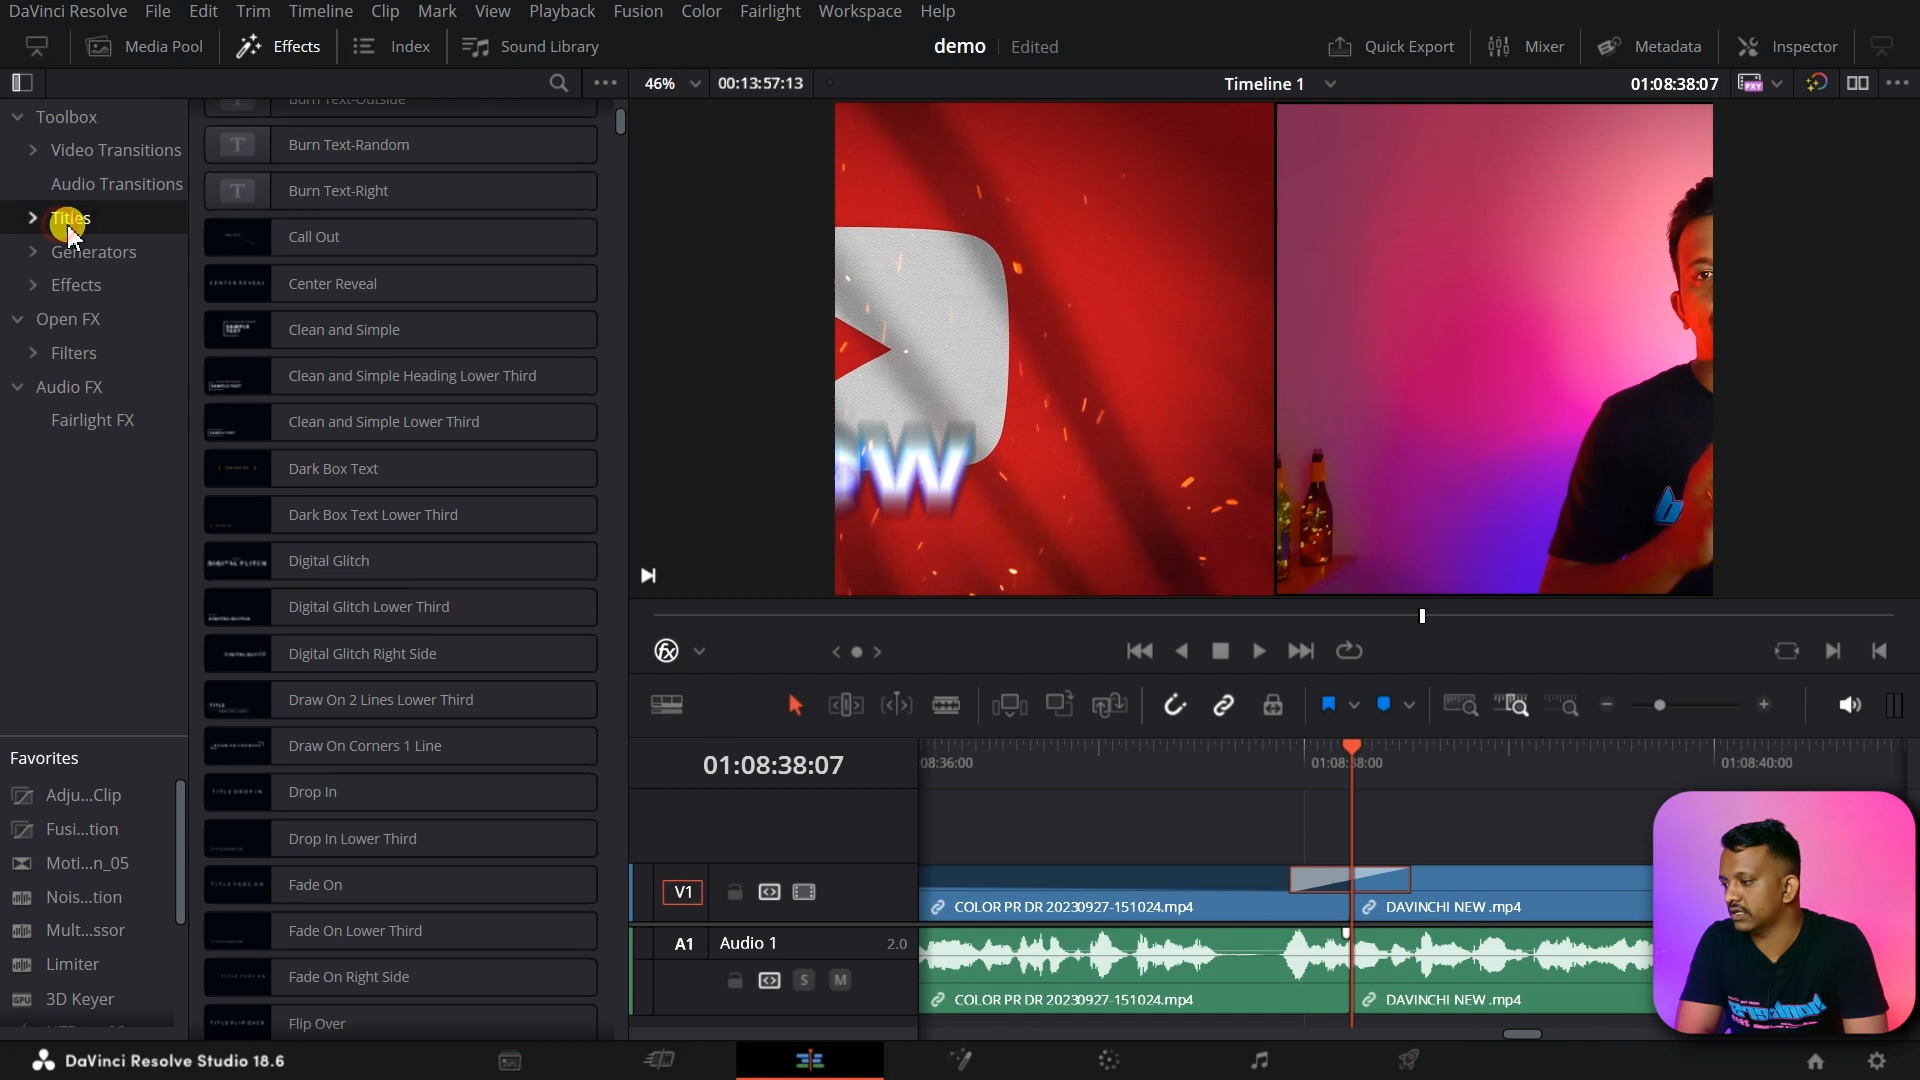 DaVinci Resolve File Edit Trim Timeline Clip Mark View Playback Fusion Color Fairlight Workspace Help
Media Pool Effects Index Sound Library demo Edited Quick Export Mixer Metadata Inspector
46% 00:13:57:13 Timeline 1 01:08:38:07
Toolbox
Video Transitions
Audio Transitions
Titles
Generators
Effects
Open FX
Filters
Audio FX
Fairlight FX
Burn Text-Outside
Burn Text-Random
Burn Text-Right
Call Out
Center Reveal
Clean and Simple
Clean and Simple Heading Lower Third
Clean and Simple Lower Third
Dark Box Text
Dark Box Text Lower Third
Digital Glitch
Digital Glitch Lower Third
Digital Glitch Right Side
Draw On 2 Lines Lower Third
Draw On Corners 1 Line
Drop In
Drop In Lower Third
Fade On
Fade On Lower Third
Fade On Right Side
Flip Over
Favorites
Adju...Clip
Fusi...tion
Moti...n_05
Nois...tion
Mult...ssor
Limiter
3D Keyer
W
fx
01:08:38:07
08:36:00 01:08:38:00 01:08:40:00
V1
COLOR PR DR 20230927-151024.mp4 DAVINCHI NEW .mp4
A1 Audio 1 2.0
S M
COLOR PR DR 20230927-151024.mp4 DAVINCHI NEW .mp4
DaVinci Resolve Studio 18.6